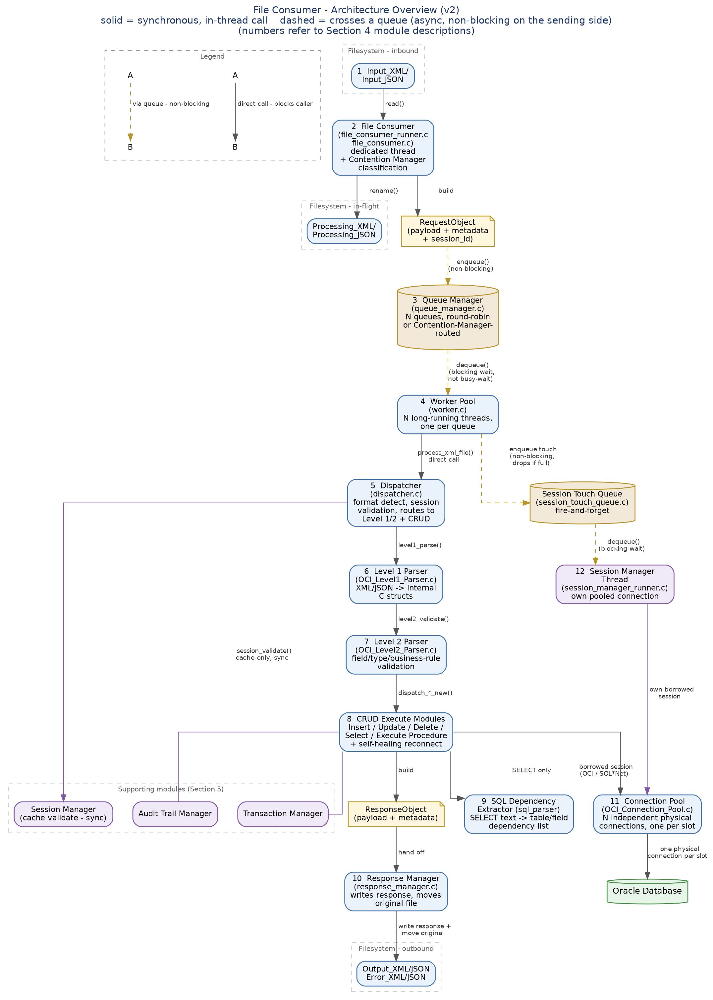 File Consumer - Architecture Overview (v2)
solid = synchronous, in-thread call    dashed = crosses a queue (async, non-blocking on the sending side)
(numbers refer to Section 4 module descriptions)
Legend
A
A
via queue - non-blocking
direct call - blocks caller
B
B
Filesystem - inbound
1  Input_XML/
Input_JSON
read()
2  File Consumer
(file_consumer_runner.c
file_consumer.c)
dedicated thread
+ Contention Manager
classification
rename()
build
Filesystem - in-flight
Processing_XML/
Processing_JSON
RequestObject
(payload + metadata
+ session_id)
enqueue()
(non-blocking)
3  Queue Manager
(queue_manager.c)
N queues, round-robin
or Contention-Manager-
routed
dequeue()
(blocking wait,
not busy-wait)
4  Worker Pool
(worker.c)
N long-running threads,
one per queue
process_xml_file()
direct call
enqueue touch
(non-blocking,
drops if full)
5  Dispatcher
(dispatcher.c)
format detect, session
validation, routes to
Level 1/2 + CRUD
Session Touch Queue
(session_touch_queue.c)
fire-and-forget
level1_parse()
dequeue()
(blocking wait)
6  Level 1 Parser
(OCI_Level1_Parser.c)
XML/JSON -> internal
C structs
12  Session Manager
Thread
(session_manager_runner.c)
own pooled connection
level2_validate()
7  Level 2 Parser
(OCI_Level2_Parser.c)
field/type/business-rule
validation
session_validate()
cache-only, sync
dispatch_*_new()
own borrowed
session
8  CRUD Execute Modules
Insert / Update / Delete /
Select / Execute Procedure
+ self-healing reconnect
build
SELECT only
borrowed session
(OCI / SQL*Net)
Supporting modules (Section 5)
Session Manager
(cache validate - sync)
Audit Trail Manager
Transaction Manager
ResponseObject
(payload + metadata)
9  SQL Dependency
Extractor (sql_parser)
SELECT text -> table/field
dependency list
11  Connection Pool
(OCI_Connection_Pool.c)
N independent physical
connections, one per slot
hand off
one physical
connection per slot
10  Response Manager
(response_manager.c)
writes response, moves
original file
Oracle Database
write response +
move original
Filesystem - outbound
Output_XML/JSON
Error_XML/JSON